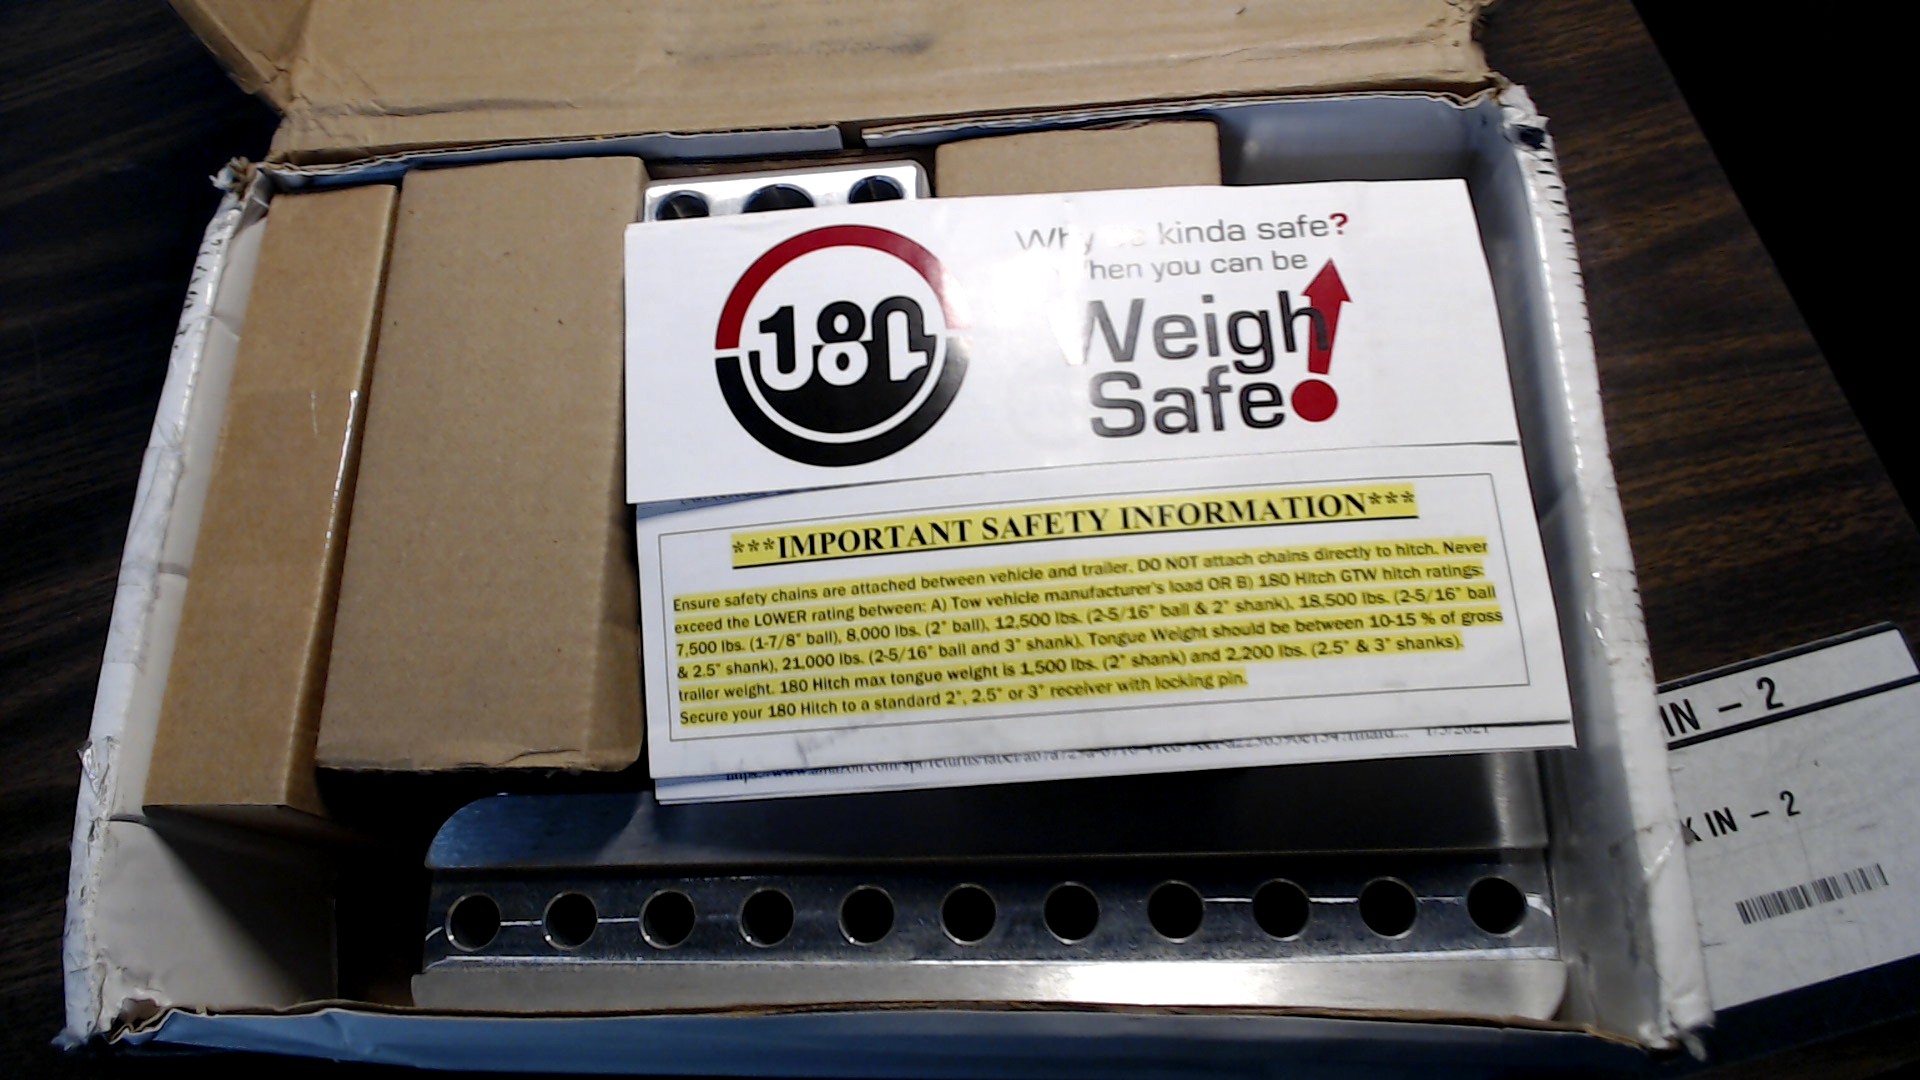 180
Why kinda safe?
hen you can be
Weigh
Safe!
***IMPORTANT SAFETY INFORMATION***
Ensure safety chains are attached between vehicle and trailer. DO NOT attach chains directly to hitch. Never
exceed the LOWER rating between: A) Tow vehicle manufacturer's load OR B) 180 Hitch GTW hitch ratings:
7,500 lbs. (1-7/8" ball), 8,000 lbs. (2" ball), 12,500 lbs. (2-5/16" ball & 2" shank), 18,500 lbs. (2-5/16" ball
& 2.5" shank), 21,000 lbs. (2-5/16" ball and 3" shank). Tongue Weight should be between 10-15 % of gross
trailer weight. 180 Hitch max tongue weight is 1,500 lbs. (2" shank) and 2,200 lbs. (2.5" & 3" shanks).
Secure your 180 Hitch to a standard 2", 2.5" or 3" receiver with locking pin.
1/3/2021
IN - 2
K IN - 2